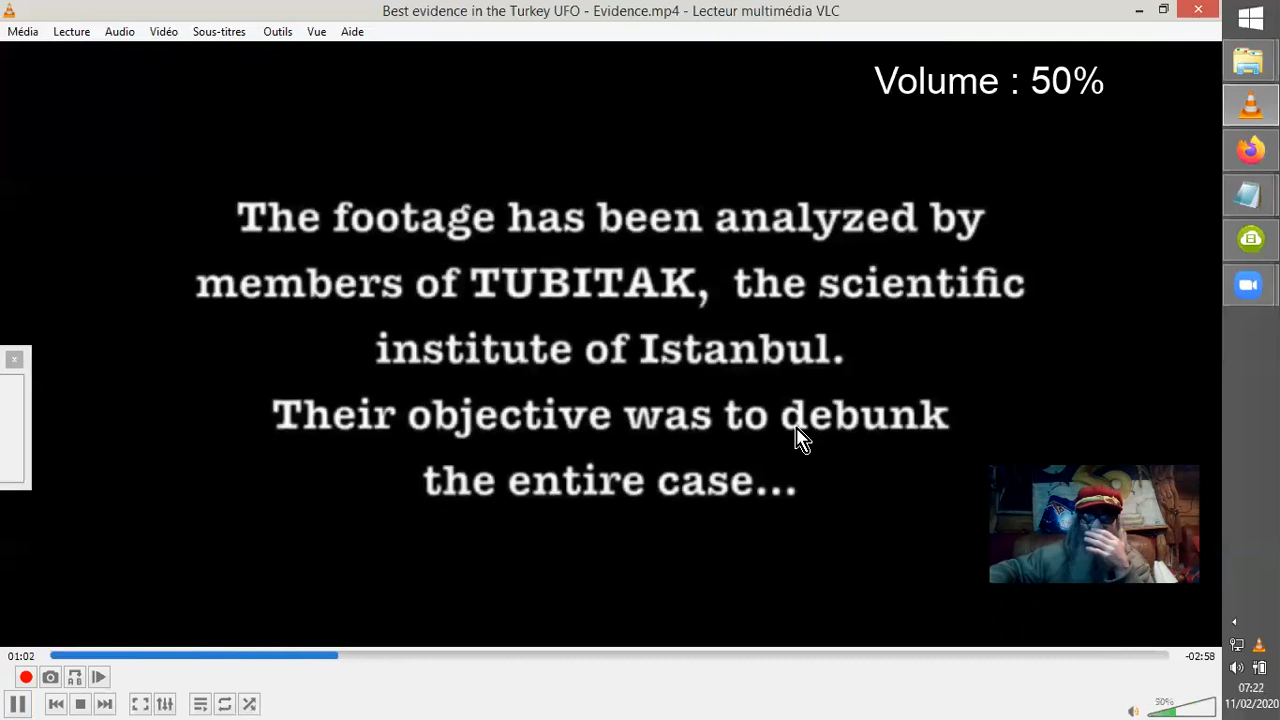 Best evidence in the Turkey UFO - Evidence.mp4 - Lecteur multimédia VLC
Média Lecture Audio Vidéo Sous-titres Outils Vue Aide
Volume : 50%
The footage has been analyzed by
members of TUBITAK, the scientific
institute of Istanbul.
Their objective was to debunk
the entire case...
01:02
-02:58
A B
07:22
11/02/2020